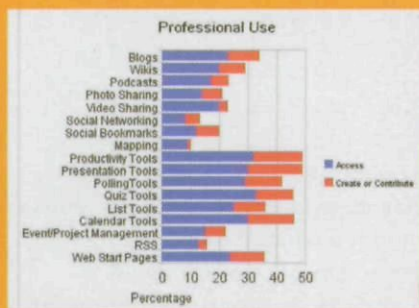 Professional Use
Blogs
Wikis
Podcasts
Photo Sharing
Video Sharing
Social Networking
Social Bookmarks
Mapping
Productivity Tools
Presentation Tools
PollingTools
Quiz Tools
List Tools
Calendar Tools
Event/Project Management
RSS
Web Start Pages
0 10 20 30 40 50 60
Percentage
Access
Create or Contribute